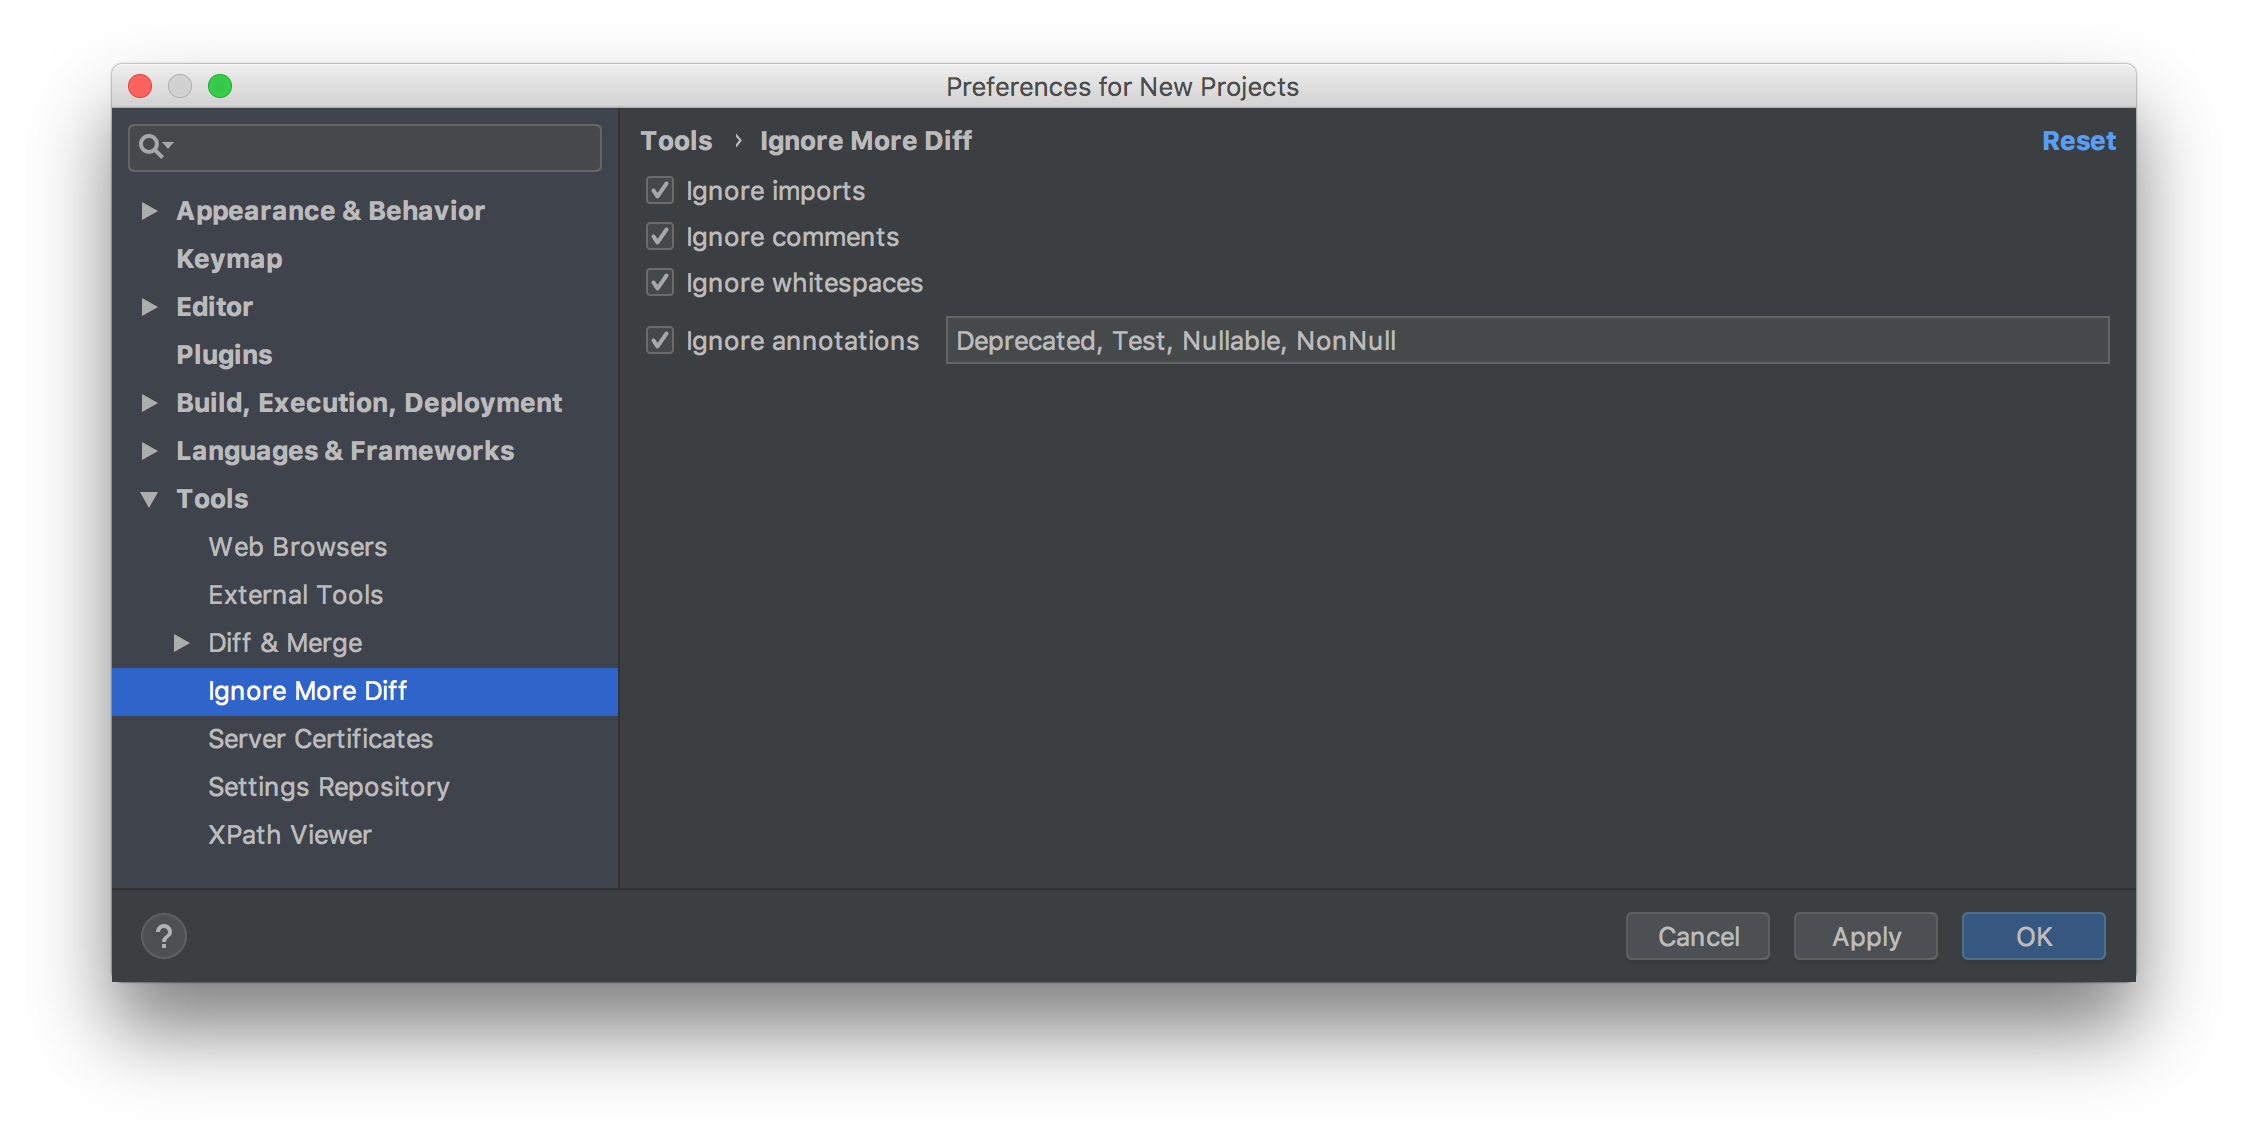 Preferences for New Projects
Appearance & Behavior
Keymap
Editor
Plugins
Build, Execution, Deployment
Languages & Frameworks
Tools
Web Browsers
External Tools
Diff & Merge
Ignore More Diff
Server Certificates
Settings Repository
XPath Viewer
Tools › Ignore More Diff
Reset
Ignore imports
Ignore comments
Ignore whitespaces
Ignore annotations Deprecated, Test, Nullable, NonNull
?
Cancel Apply OK